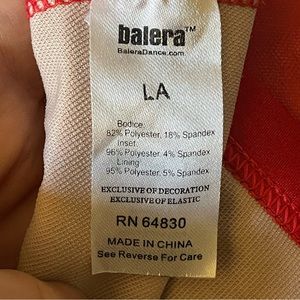 balera™
BaleraDance.com
LA
Bodice
82% Polyester, 18% Spandex
Inset
96% Polyester, 4% Spandex
Lining
95% Polyester, 5% Spandex
EXCLUSIVE OF DECORATION
EXCLUSIVE OF ELASTIC
RN 64830
MADE IN CHINA
See Reverse For Care